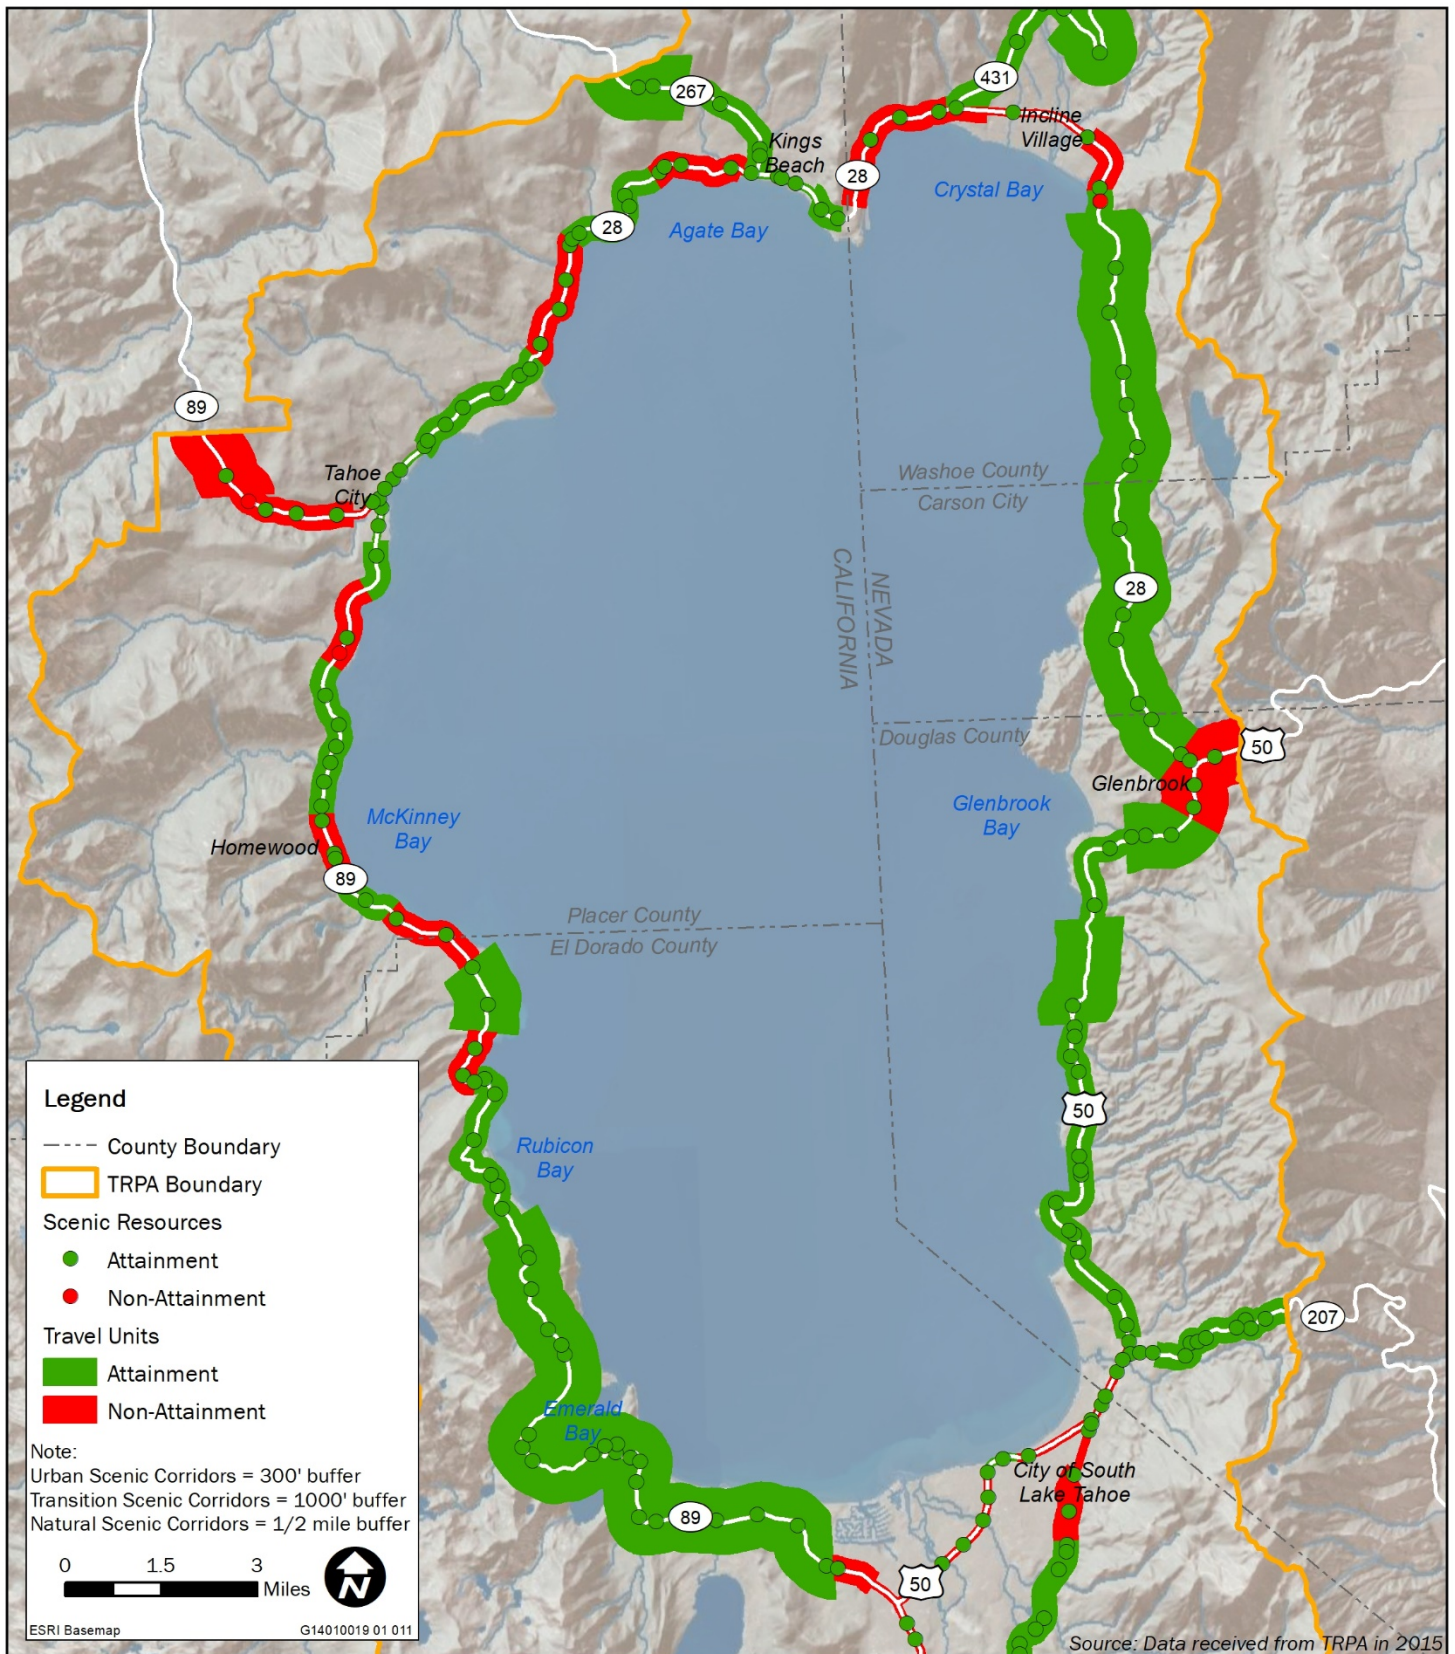 267
431
Kings
Beach
Incline
Village
28
Crystal Bay
28
Agate Bay
89
Tahoe
City
Washoe County
Carson City
CALIFORNIA
NEVADA
28
Douglas County
50
Glenbrook
Glenbrook
Bay
McKinney
Bay
Homewood
89
Placer County
El Dorado County
50
Rubicon
Bay
207
Emerald
Bay
City of South
Lake Tahoe
89
50
Legend
County Boundary
TRPA Boundary
Scenic Resources
Attainment
Non-Attainment
Travel Units
Attainment
Non-Attainment
Note:
Urban Scenic Corridors = 300' buffer
Transition Scenic Corridors = 1000' buffer
Natural Scenic Corridors = 1/2 mile buffer
0 1.5 3
Miles
N
ESRI Basemap G14010019 01 011
Source: Data received from TRPA in 2015